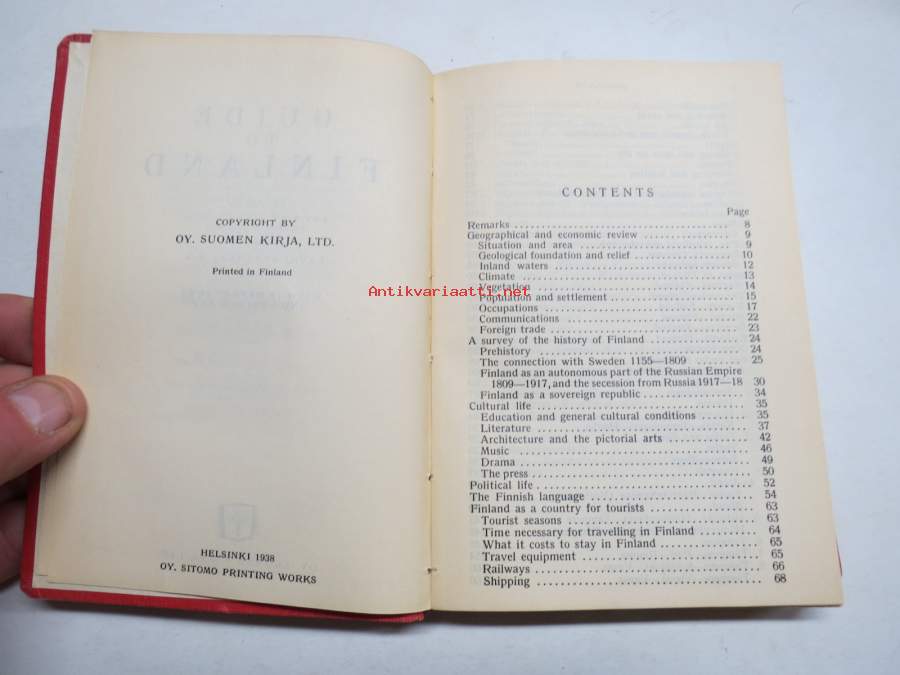 COPYRIGHT BY
OY. SUOMEN KIRJA, LTD.
Printed in Finland
HELSINKI 1938
OY. SITOMO PRINTING WORKS
GUIDE
TO
FINLAND
Antikvariaatti.net
CONTENTS
Page
Remarks 8
Geographical and economic review 9
Situation and area 9
Geological foundation and relief 10
Inland waters 12
Climate 13
Vegetation 14
Population and settlement 15
Occupations 17
Communications 22
Foreign trade 23
A survey of the history of Finland 24
Prehistory 24
The connection with Sweden 1155—1809 25
Finland as an autonomous part of the Russian Empire
1809—1917, and the secession from Russia 1917—18 30
Finland as a sovereign republic 34
Cultural life 35
Education and general cultural conditions 35
Literature 37
Architecture and the pictorial arts 42
Music 46
Drama 49
The press 50
Political life 52
The Finnish language 54
Finland as a country for tourists 63
Tourist seasons 63
Time necessary for travelling in Finland 64
What it costs to stay in Finland 65
Travel equipment 65
Railways 66
Shipping 68